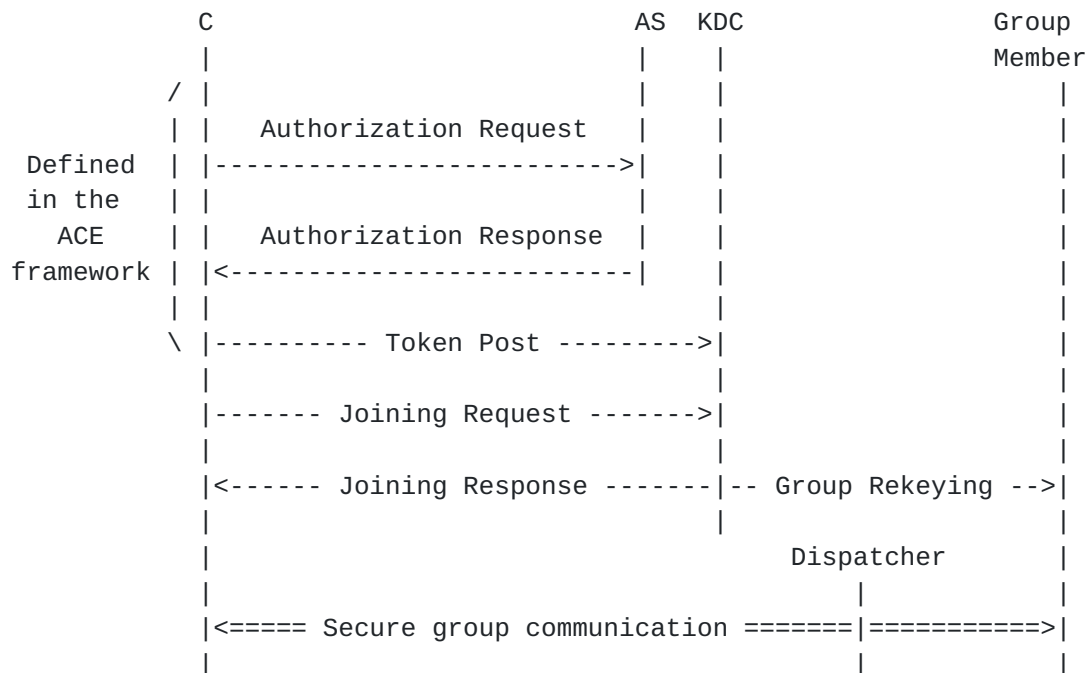 C                           AS  KDC                Group
            |                            |    |                 Member
          / |                            |    |                      |
          | |   Authorization Request    |    |                      |
 Defined  | |--------------------------->|    |                      |
 in the   | |                            |    |                      |
   ACE    | |   Authorization Response   |    |                      |
framework | |<---------------------------|    |                      |
          | |                                 |                      |
          \ |---------- Token Post ---------->|                      |
            |                                 |                      |
            |------- Joining Request -------->|                      |
            |                                 |                      |
            |<------ Joining Response --------|-- Group Rekeying --->|
            |                                 |                      |
            |                                      Dispatcher        |
            |                                          |             |
            |<===== Secure group communication ========|============>|
            |                                          |             |